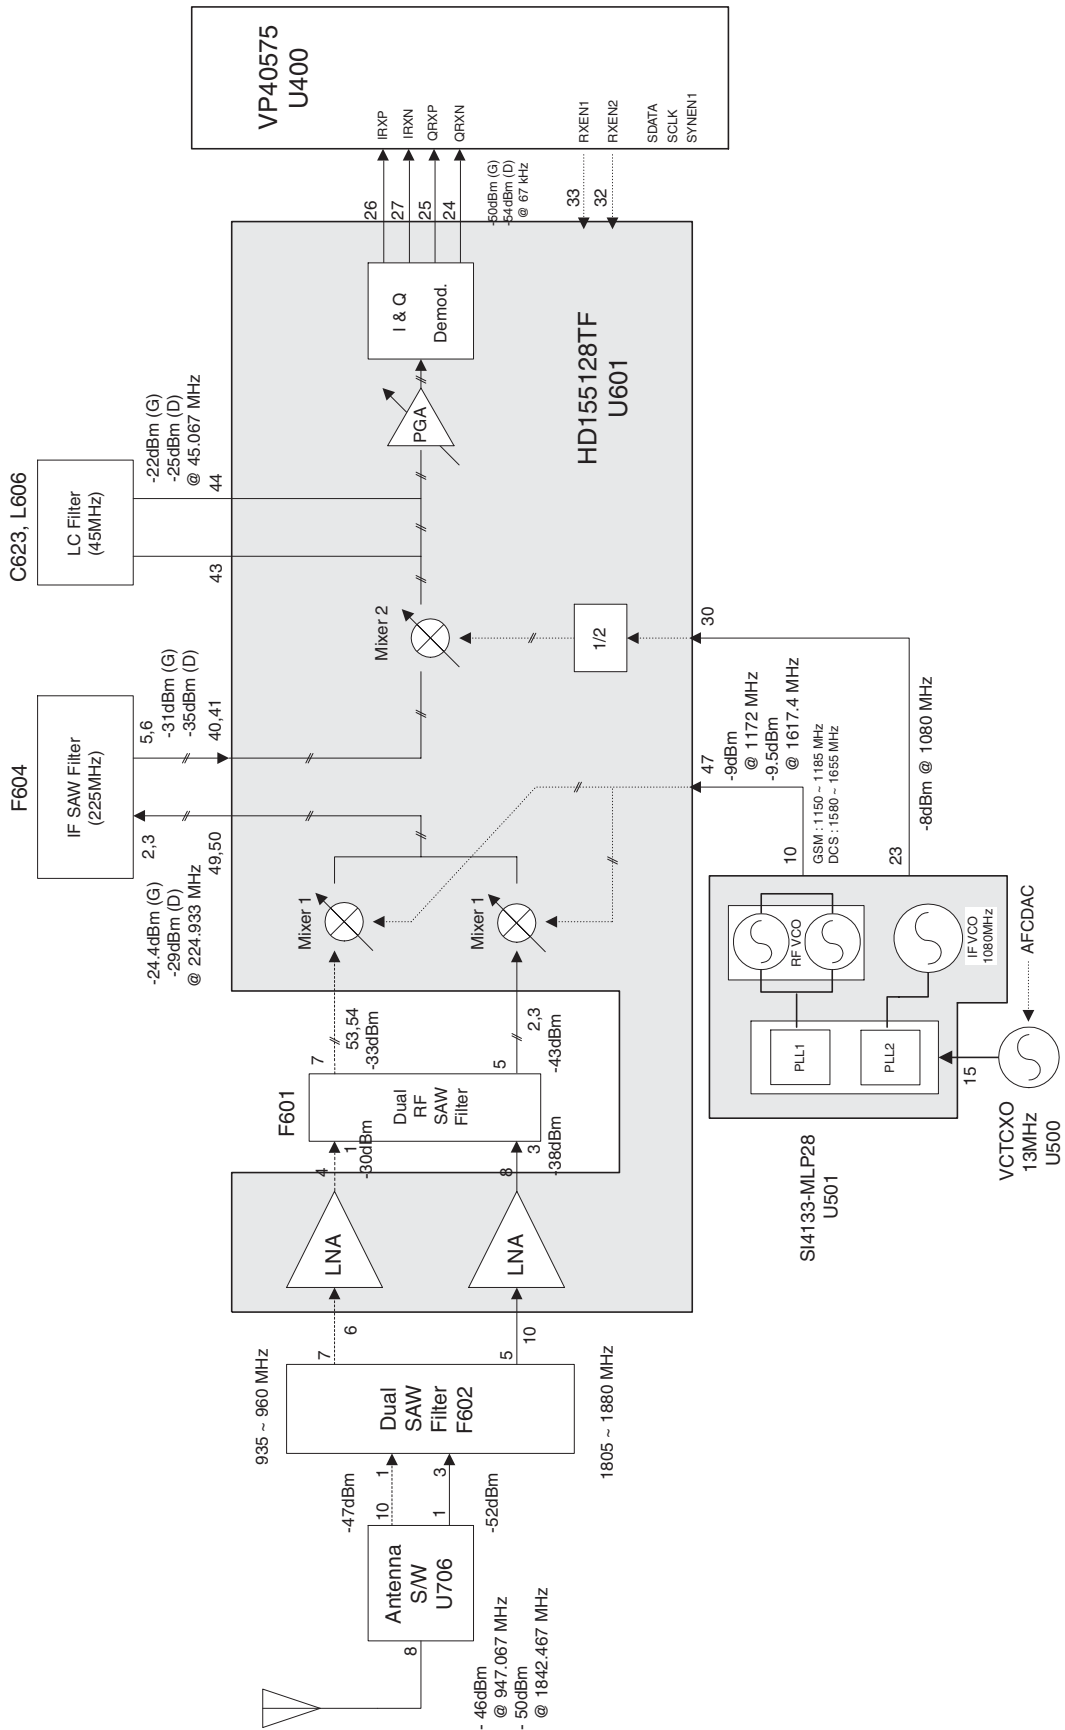 VP40575
U400
IRXP
IRXN
QRXP
QRXN
RXEN1
RXEN2
SDATA
SCLK
SYNEN1
26
27
25
24
-50dBm (G)
-54dBm (D)
@ 67 kHz
33
32
I & Q
Demod.
PGA
HD155128TF
U601
C623, L606
LC Filter
(45MHz)
-22dBm (G)
-25dBm (D)
@ 45.067 MHz
44
43
Mixer 2
1/2
30
F604
IF SAW Filter
(225MHz)
5,6
-31dBm (G)
-35dBm (D)
40,41
2,3
49,50
-24.4dBm (G)
-29dBm (D)
@ 224.933 MHz
Mixer 1
Mixer 1
47
-9dBm
@ 1172 MHz
-9.5dBm
@ 1617.4 MHz
GSM : 1150 ~ 1185 MHz
DCS : 1580 ~ 1655 MHz
-8dBm @ 1080 MHz
10
23
RF VCO
IF VCO
1080MHz
PLL1
PLL2
15
AFCDAC
VCTCXO
13MHz
U500
SI4133-MLP28
U501
7
53,54
-33dBm
5
2,3
-43dBm
F601
Dual
RF
SAW
Filter
4
1
-30dBm
8
3
-38dBm
LNA
LNA
6
10
7
5
935 ~ 960 MHz
Dual
SAW
Filter
F602
1805 ~ 1880 MHz
-47dBm
10
1
1
3
-52dBm
Antenna
S/W
U706
8
- 46dBm
@ 947.067 MHz
- 50dBm
@ 1842.467 MHz